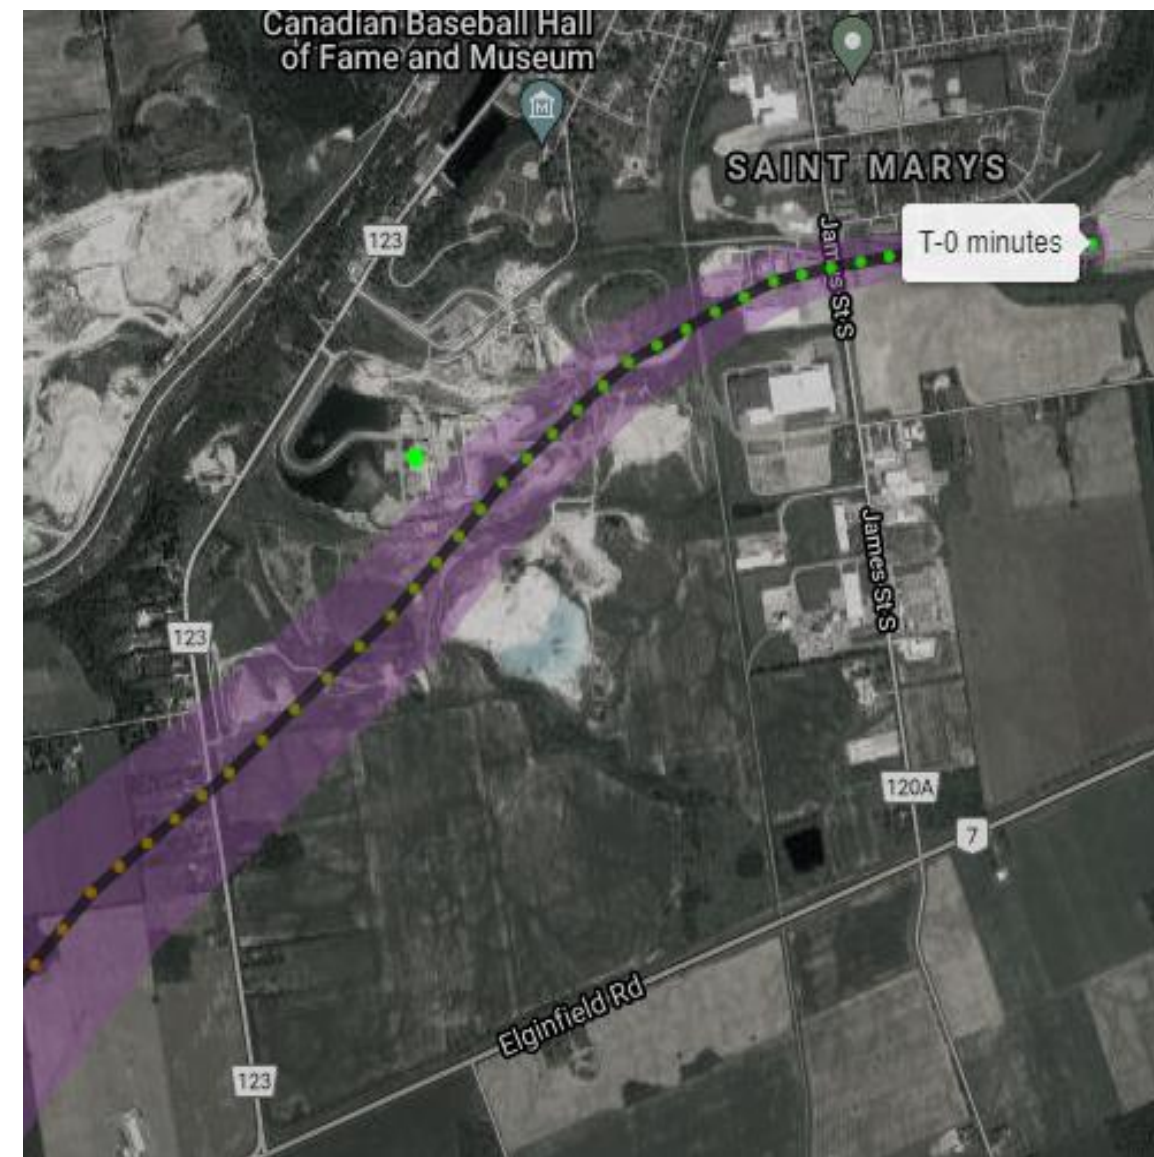 Canadian Baseball Hall
of Fame and Museum
M
SAINT MARYS
123
James St S
T-0 minutes
James St S
123
120A
7
Elginfield Rd
123